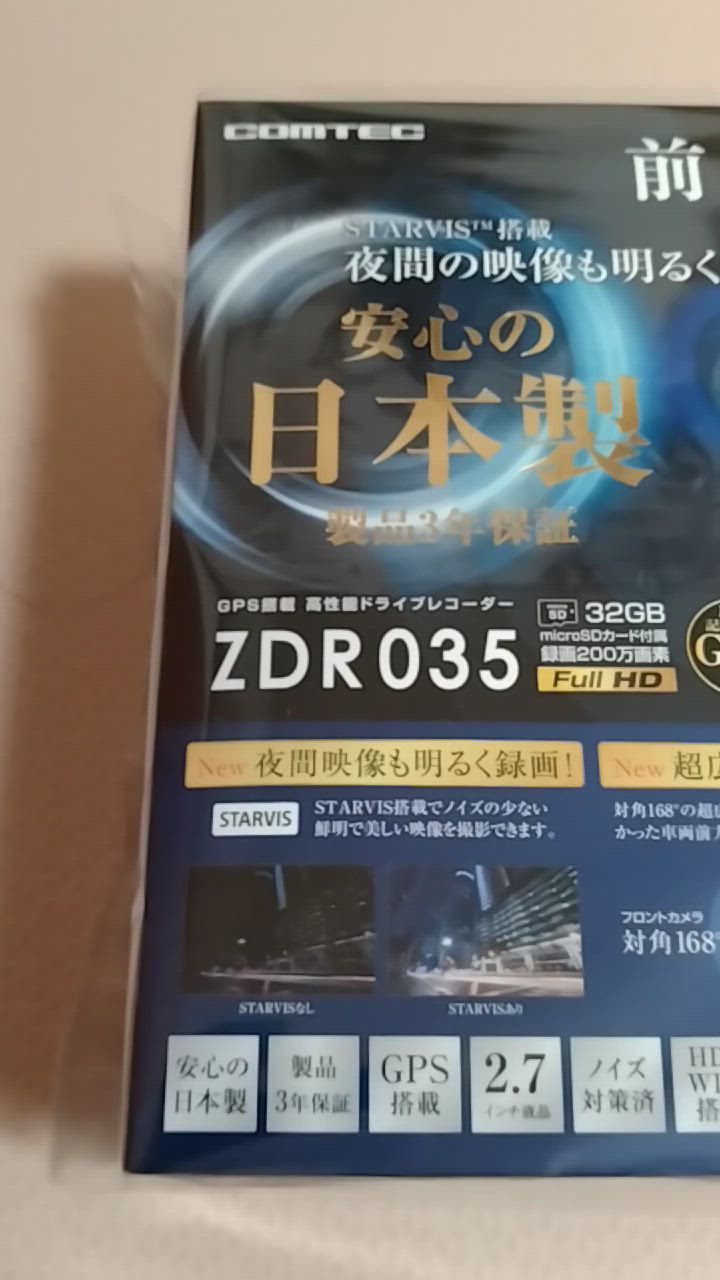 COMTEC
前
STARVIS™搭載
夜間の映像も明るく
安心の
日本製
製品3年保証
GPS搭載 高性能ドライブレコーダー
ZDR035
SD
32GB
microSDカード付属
録画200万画素
Full HD
記
G
New 夜間映像も明るく録画!
New 超広
STARVIS
STARVIS搭載でノイズの少ない
鮮明で美しい映像を撮影できます。
対角168°の超広
かった車両前方
フロントカメラ
対角168°
STARVISなし
STARVISあり
安心の
日本製
製品
3年保証
GPS
搭載
2.7
インチ液晶
ノイズ
対策済
HD
W
搭